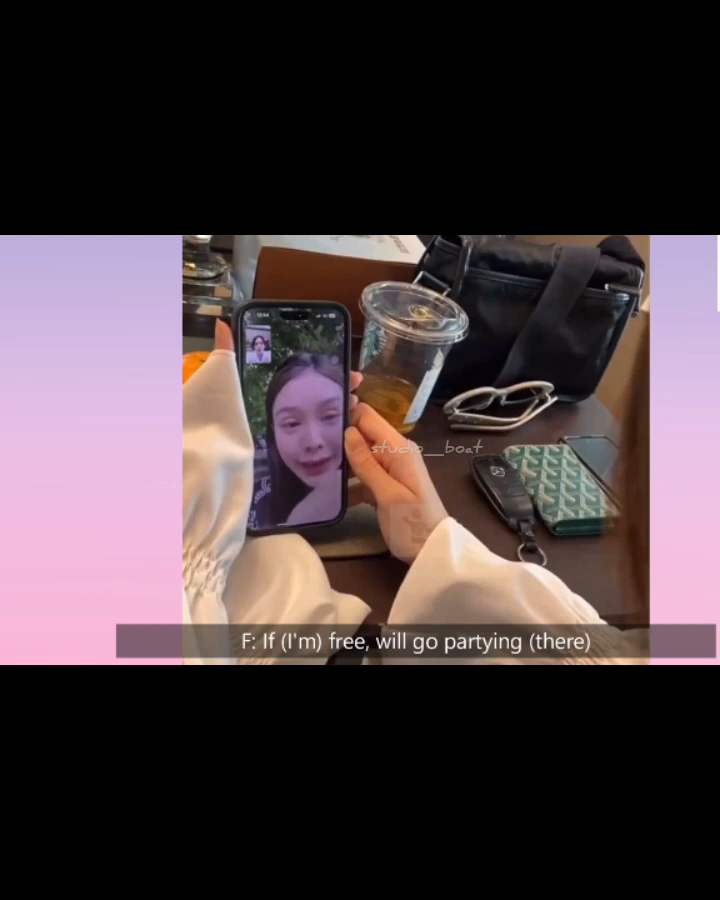 studio__boat
F: If (I'm) free, will go partying (there)